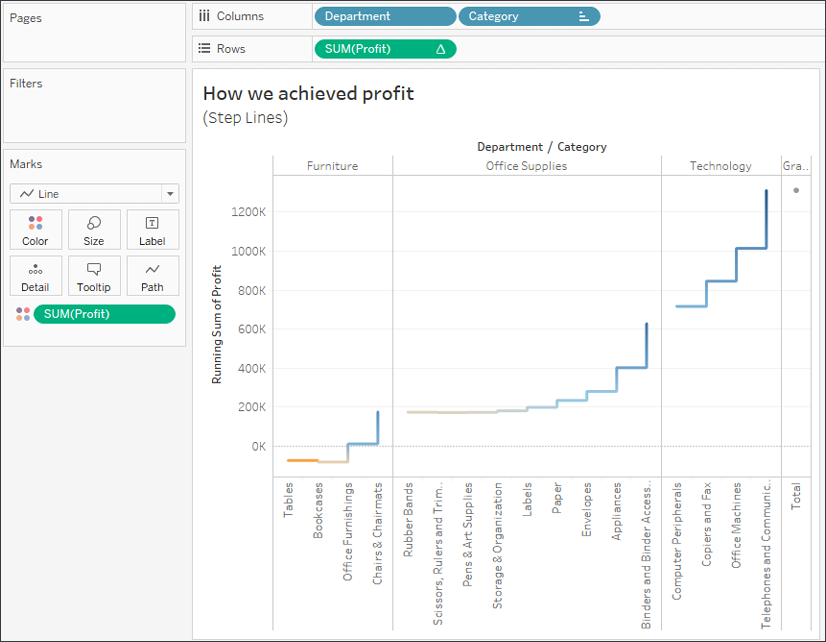 Pages
Columns
Department
Category
Rows
SUM(Profit)
Filters
Marks
Line
Color
Size
Label
Detail
Tooltip
Path
SUM(Profit)
How we achieved profit
(Step Lines)
Department / Category
Furniture
Office Supplies
Technology
Gra..
Running Sum of Profit
1200K
1000K
800K
600K
400K
200K
0K
Tables
Bookcases
Office Furnishings
Chairs & Chairmats
Rubber Bands
Scissors, Rulers and Trim..
Pens & Art Supplies
Storage & Organization
Labels
Paper
Envelopes
Appliances
Binders and Binder Access..
Computer Peripherals
Copiers and Fax
Office Machines
Telephones and Communic..
Total